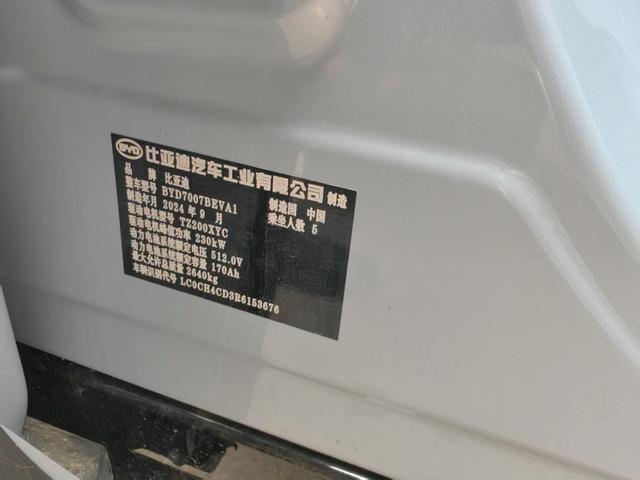 BYD 比亚迪汽车工业有限公司 制造
品 牌 比亚迪
整车型号 BYD7007BEVA1 制造国 中国
制造年月 2024 年 9 月 乘坐人数 5
驱动电机型号 TZ200XYC
驱动电机峰值功率 230kW
动力电池系统额定电压 512.0V
动力电池系统额定容量 170Ah
最大允许总质量 2640kg
车辆识别代号 LC0CH4CD3R6153676